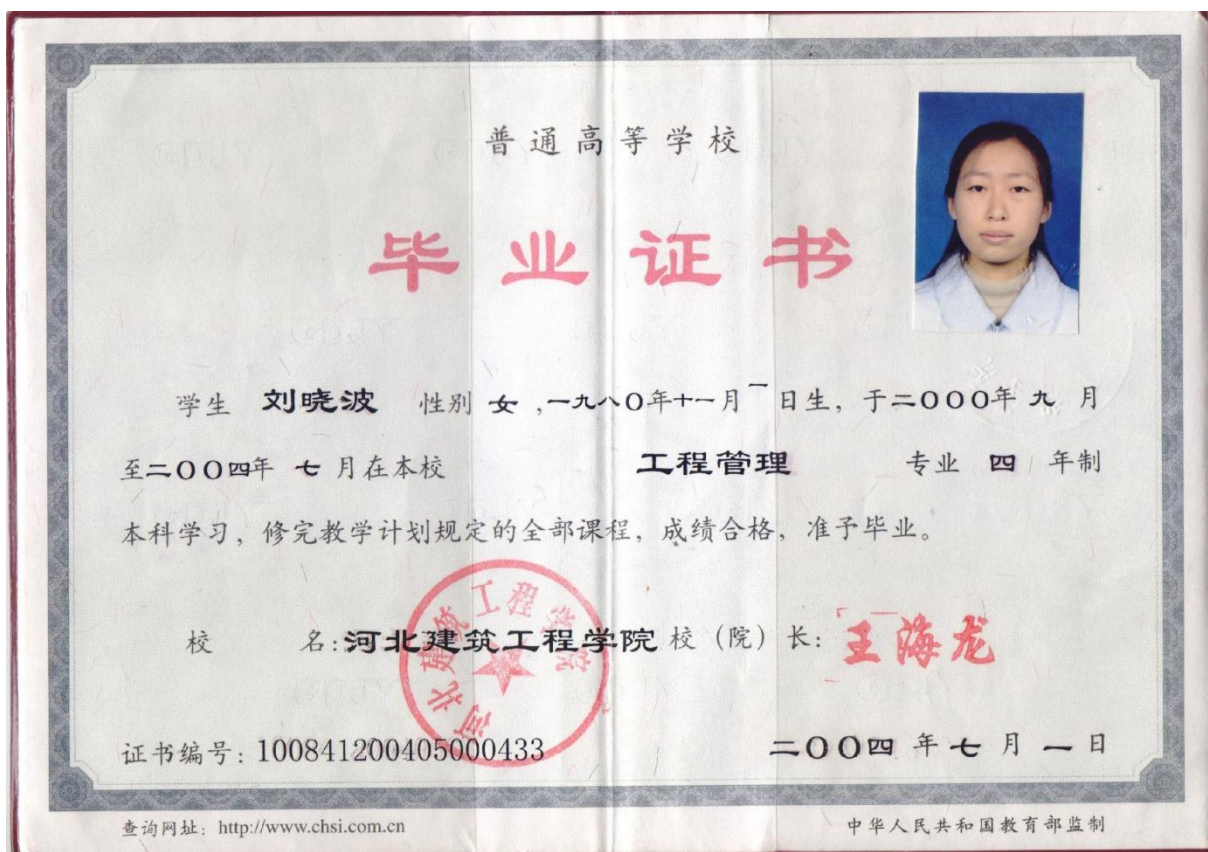 普通高等学校
毕业证书
学生 刘晓波 性别 女，一九八〇年十一月一日生，于二〇〇〇年 九 月
至二〇〇四年 七 月在本校 工程管理 专业 四 年制
本科学习，修完教学计划规定的全部课程，成绩合格，准予毕业。
河北建筑工程学院
校 名：河北建筑工程学院 校（院）长：王海龙
证书编号：100841200405000433 二〇〇四 年 七 月 一 日
查询网址：http://www.chsi.com.cn 中华人民共和国教育部监制